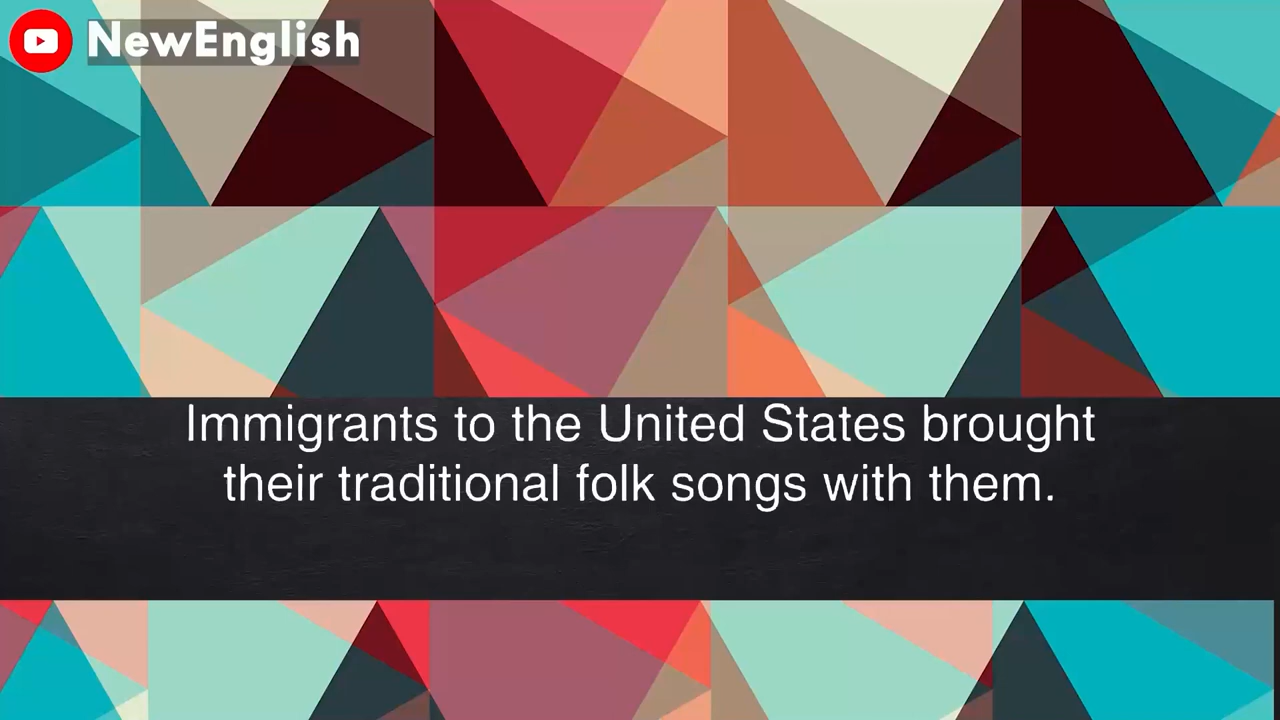 NewEnglish
Immigrants to the United States brought
their traditional folk songs with them.